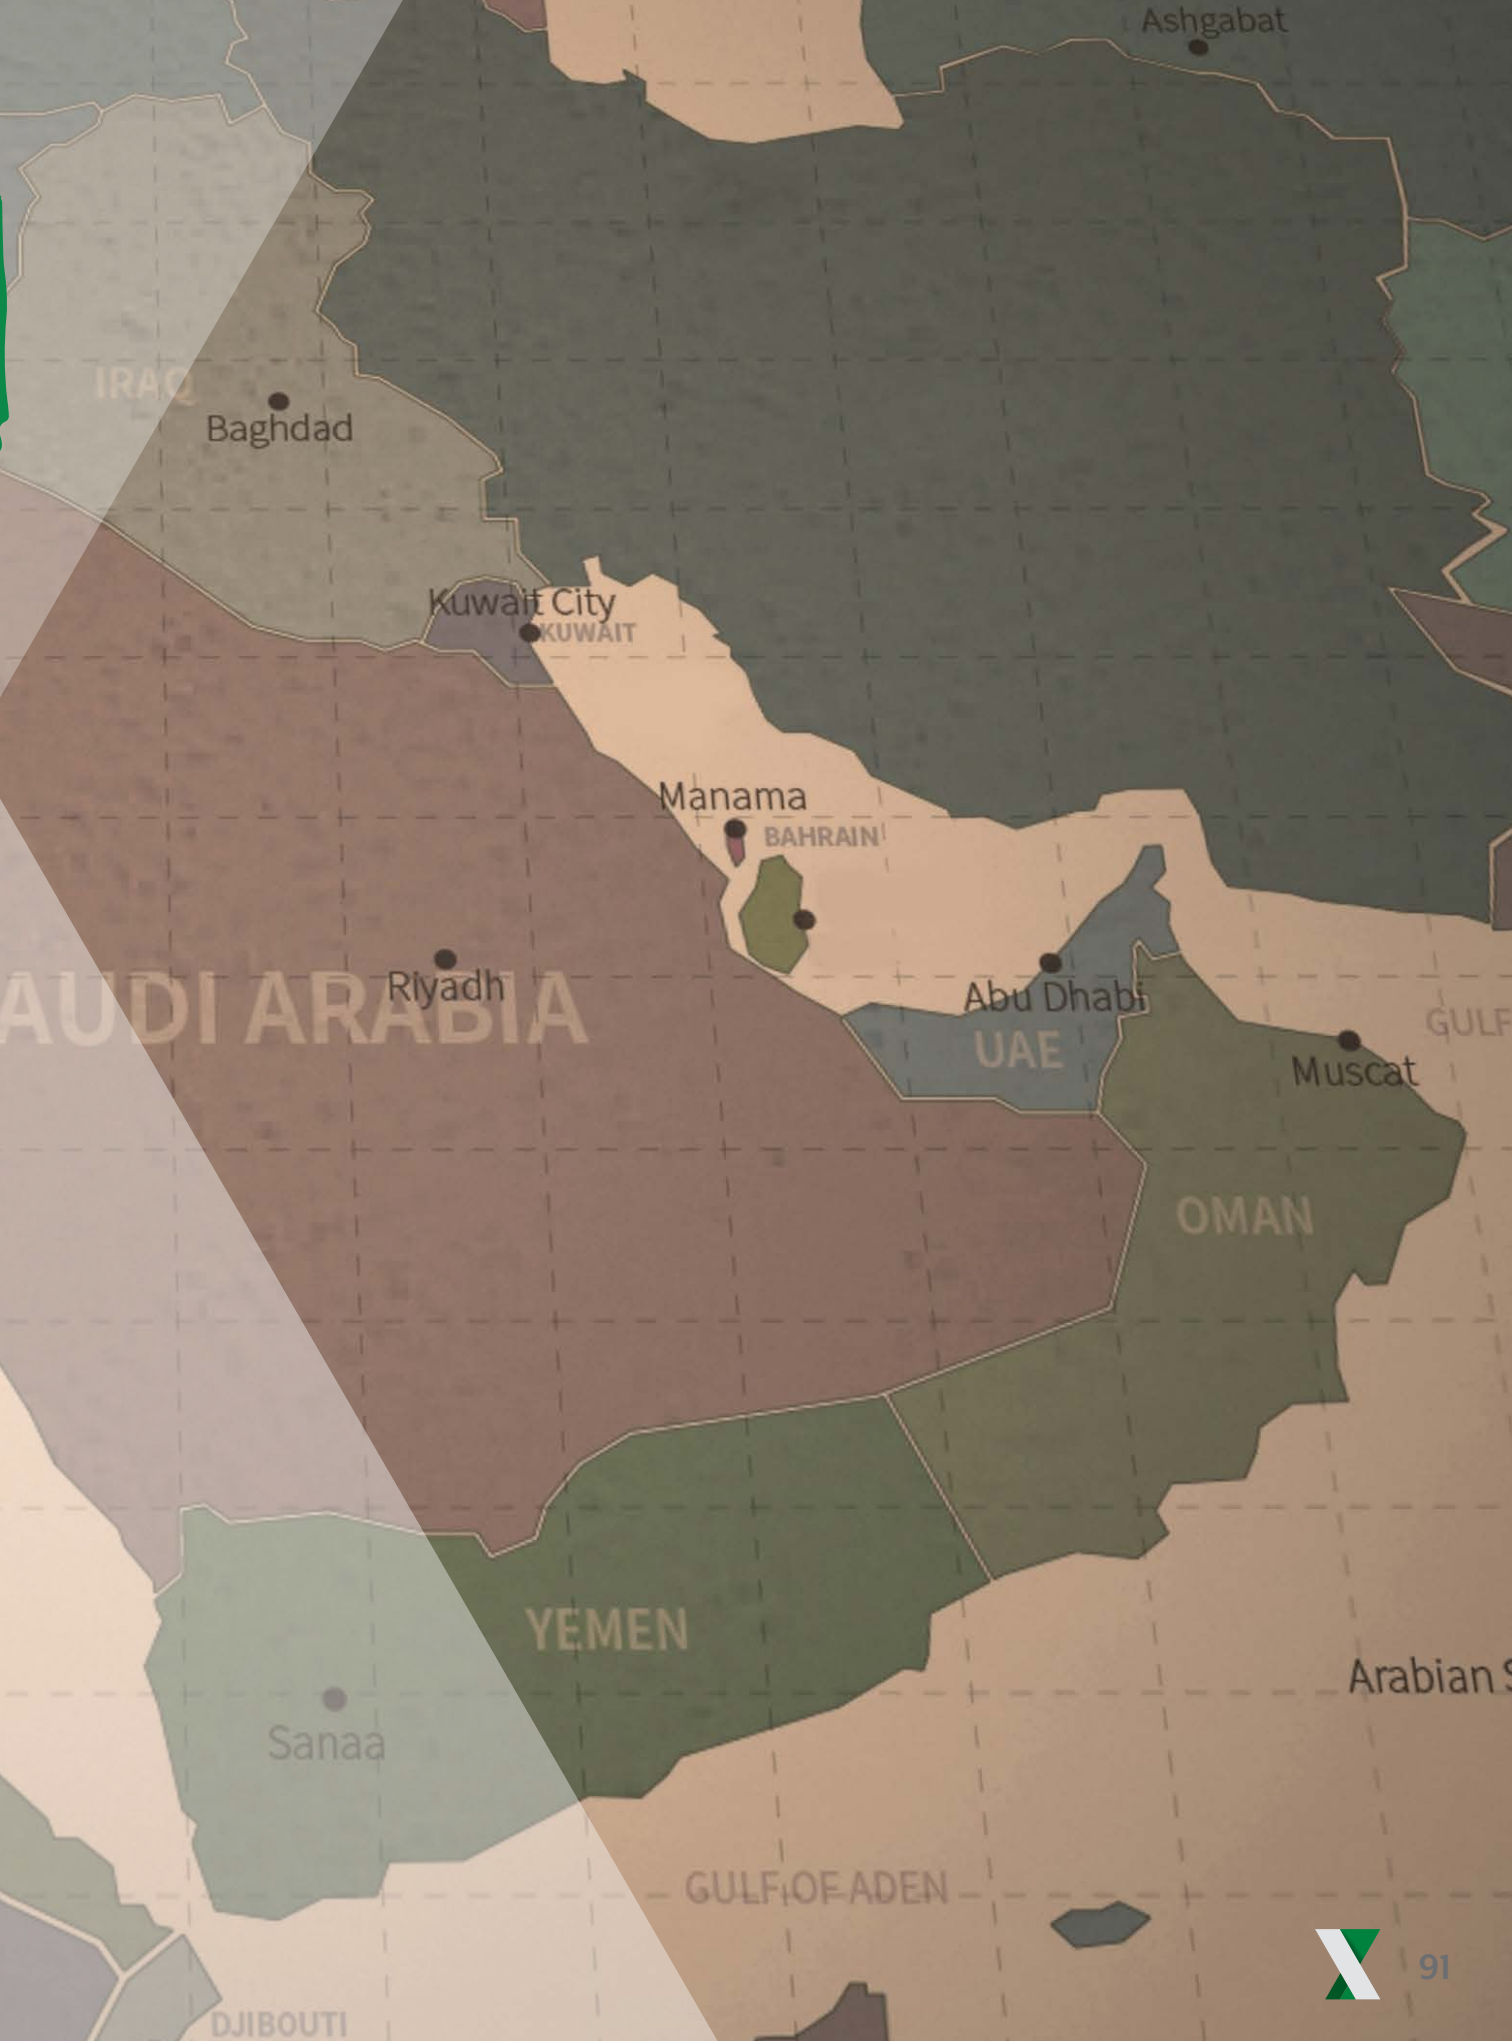 Ashgabat
IRAQ
Baghdad
Kuwait City
KUWAIT
Manama
BAHRAIN
Riyadh
AUDI ARABIA
Abu Dhabi
UAE
GULF
Muscat
OMAN
YEMEN
Arabian S
Sanaa
GULF OF ADEN
91
DJIBOUTI